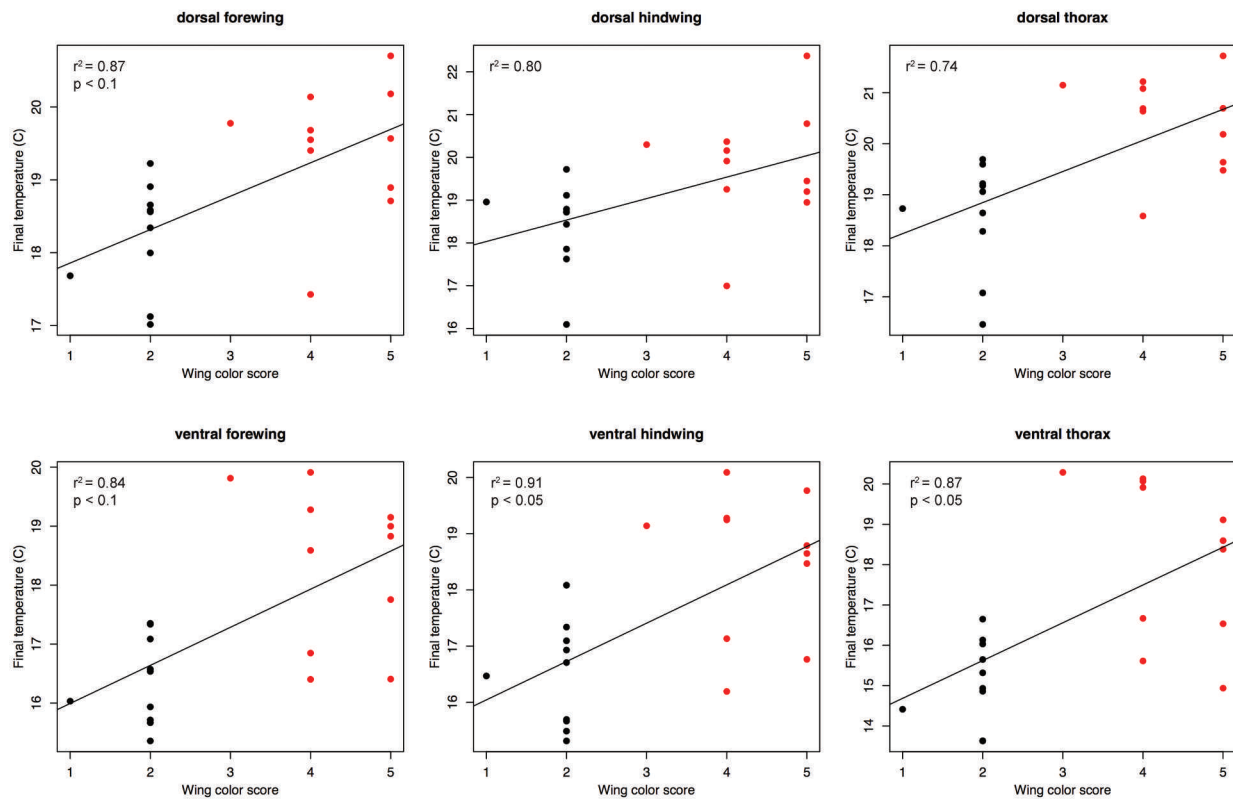 dorsal forewing
r² = 0.87
p < 0.1
Final temperature (C)
20
19
18
17
1 2 3 4 5
Wing color score
dorsal hindwing
r² = 0.80
Final temperature (C)
22
21
20
19
18
17
16
1 2 3 4 5
Wing color score
dorsal thorax
r² = 0.74
Final temperature (C)
21
20
19
18
17
1 2 3 4 5
Wing color score
ventral forewing
r² = 0.84
p < 0.1
Final temperature (C)
20
19
18
17
16
1 2 3 4 5
Wing color score
ventral hindwing
r² = 0.91
p < 0.05
Final temperature (C)
20
19
18
17
16
1 2 3 4 5
Wing color score
ventral thorax
r² = 0.87
p < 0.05
Final temperature (C)
20
19
18
17
16
15
14
1 2 3 4 5
Wing color score